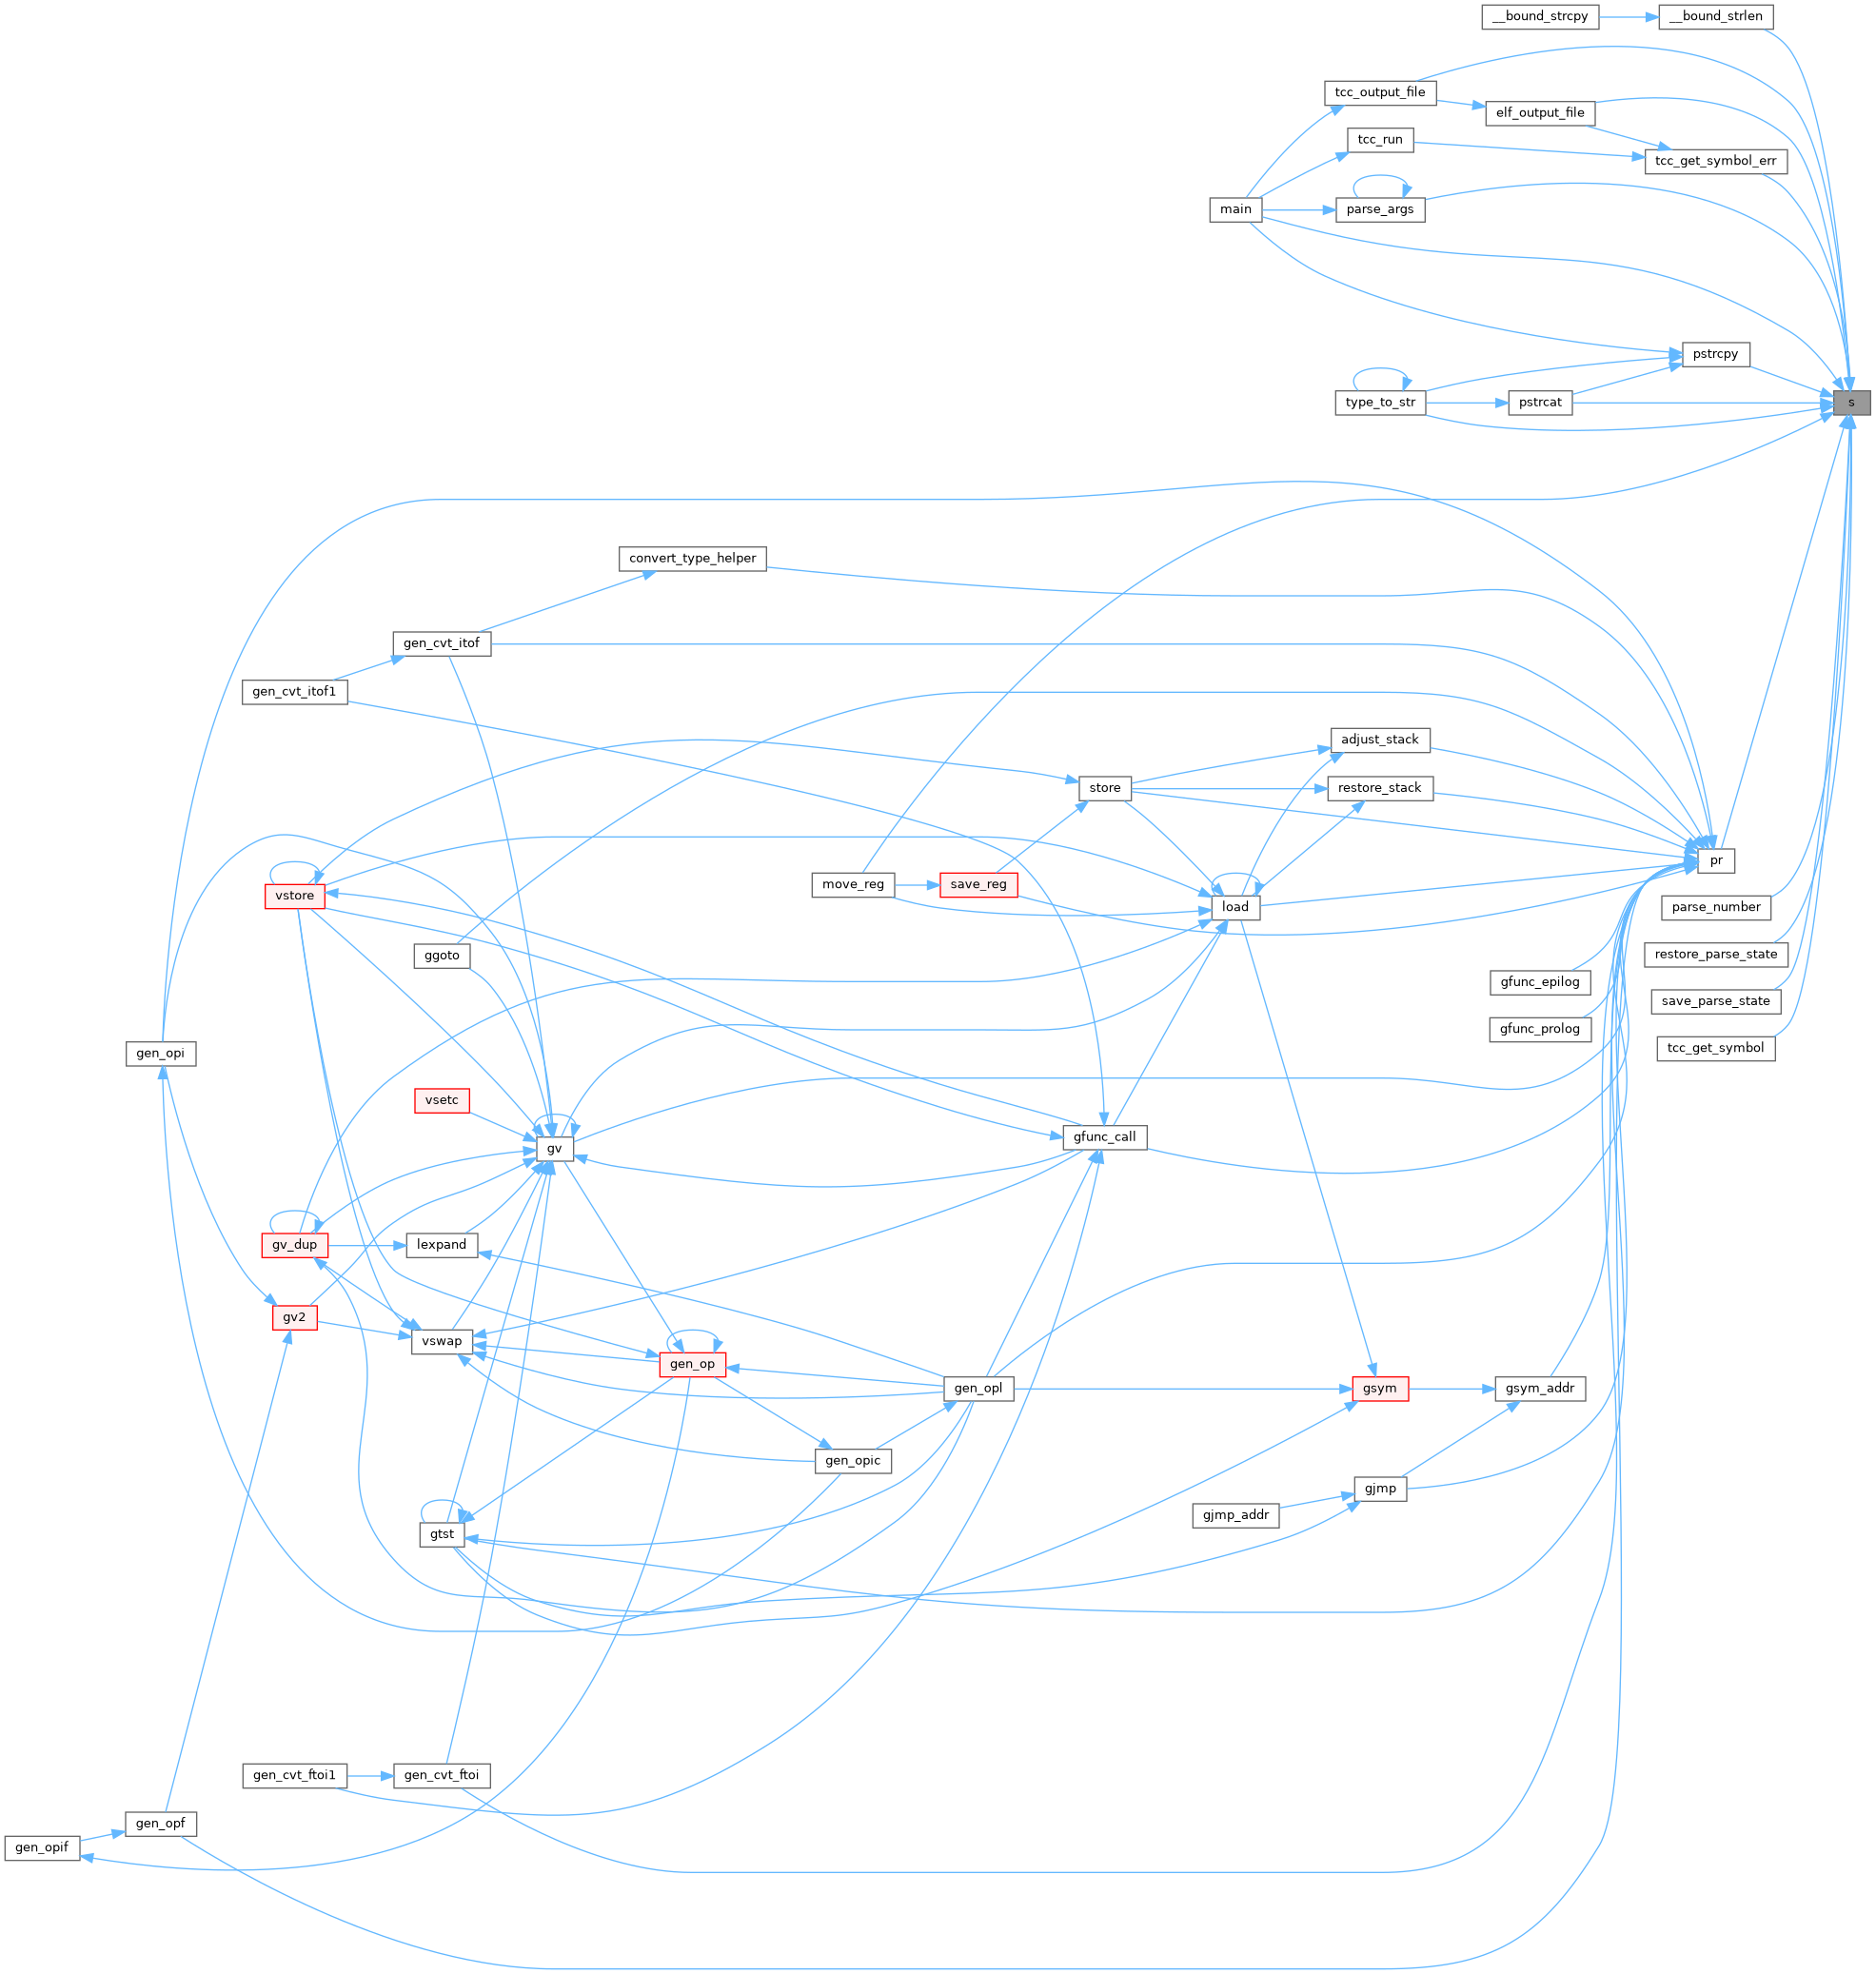 __bound_strcpy
__bound_strlen
tcc_output_file
elf_output_file
tcc_run
tcc_get_symbol_err
main
parse_args
pstrcpy
type_to_str
pstrcat
s
convert_type_helper
gen_cvt_itof
gen_cvt_itof1
adjust_stack
store
restore_stack
pr
move_reg
save_reg
vstore
load
parse_number
ggoto
restore_parse_state
gfunc_epilog
save_parse_state
gfunc_prolog
tcc_get_symbol
gen_opi
vsetc
gfunc_call
gv
gv_dup
lexpand
gv2
vswap
gen_op
gen_opl
gsym
gsym_addr
gen_opic
gjmp
gjmp_addr
gtst
gen_cvt_ftoi1
gen_cvt_ftoi
gen_opf
gen_opif